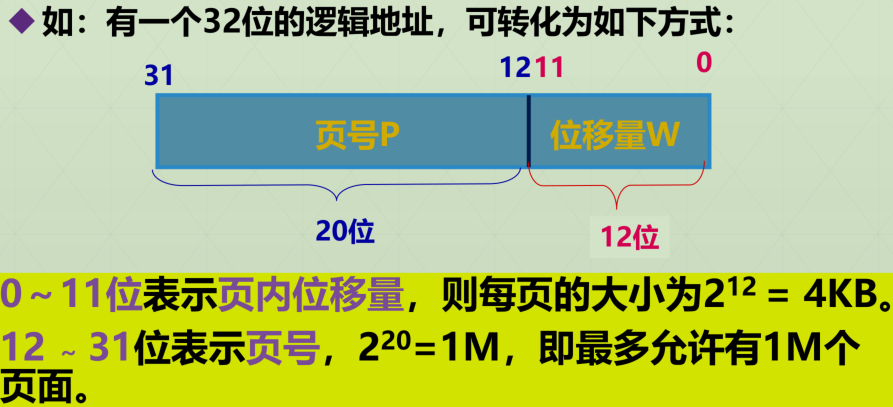 ◆如：有一个32位的逻辑地址，可转化为如下方式：
31 12 11 0
页号P 位移量W
20位 12位
0～11位表示页内位移量，则每页的大小为2¹² = 4KB。
12 ~ 31位表示页号，2²⁰=1M，即最多允许有1M个
页面。